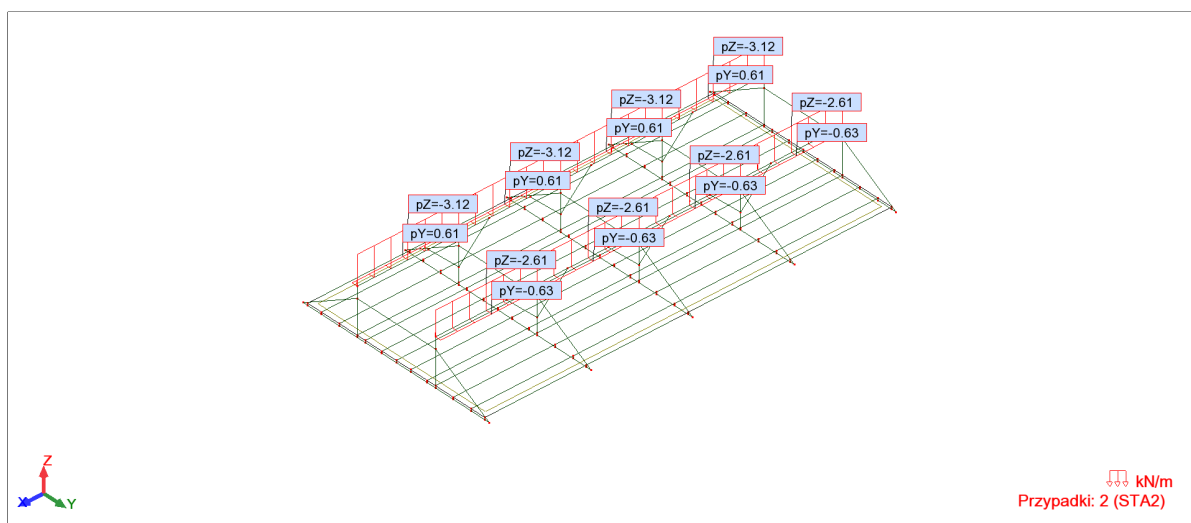 pZ=-3.12
pY=0.61
pZ=-2.61
pZ=-3.12
pY=-0.63
pY=0.61
pZ=-3.12
pZ=-2.61
pY=0.61
pY=-0.63
pZ=-3.12
pZ=-2.61
pY=0.61
pY=-0.63
pZ=-2.61
pY=-0.63
Z
X
Y
kN/m
Przypadki: 2 (STA2)